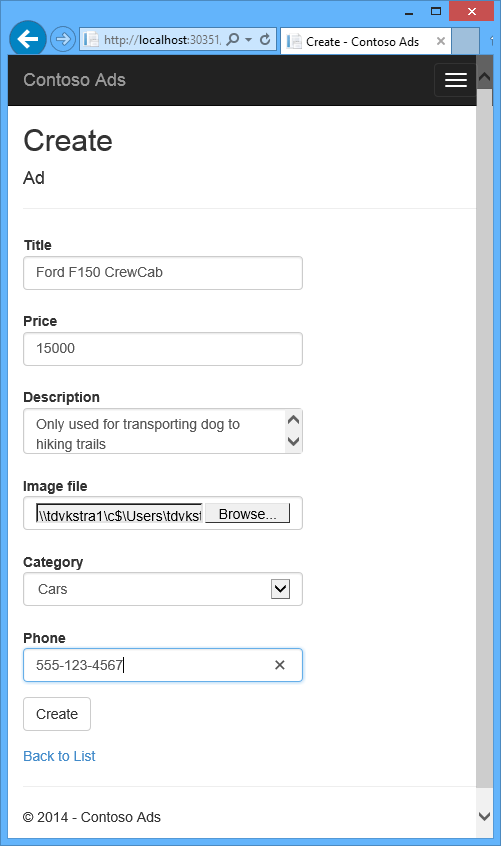 http://localhost:30351,
Create - Contoso Ads
Contoso Ads
Create
Ad
Title
Ford F150 CrewCab
Price
15000
Description
Only used for transporting dog to
hiking trails
Image file
\\tdvkstra1\c$\Users\tdvkst
Browse...
Category
Cars
Phone
555-123-4567
Create
Back to List
© 2014 - Contoso Ads